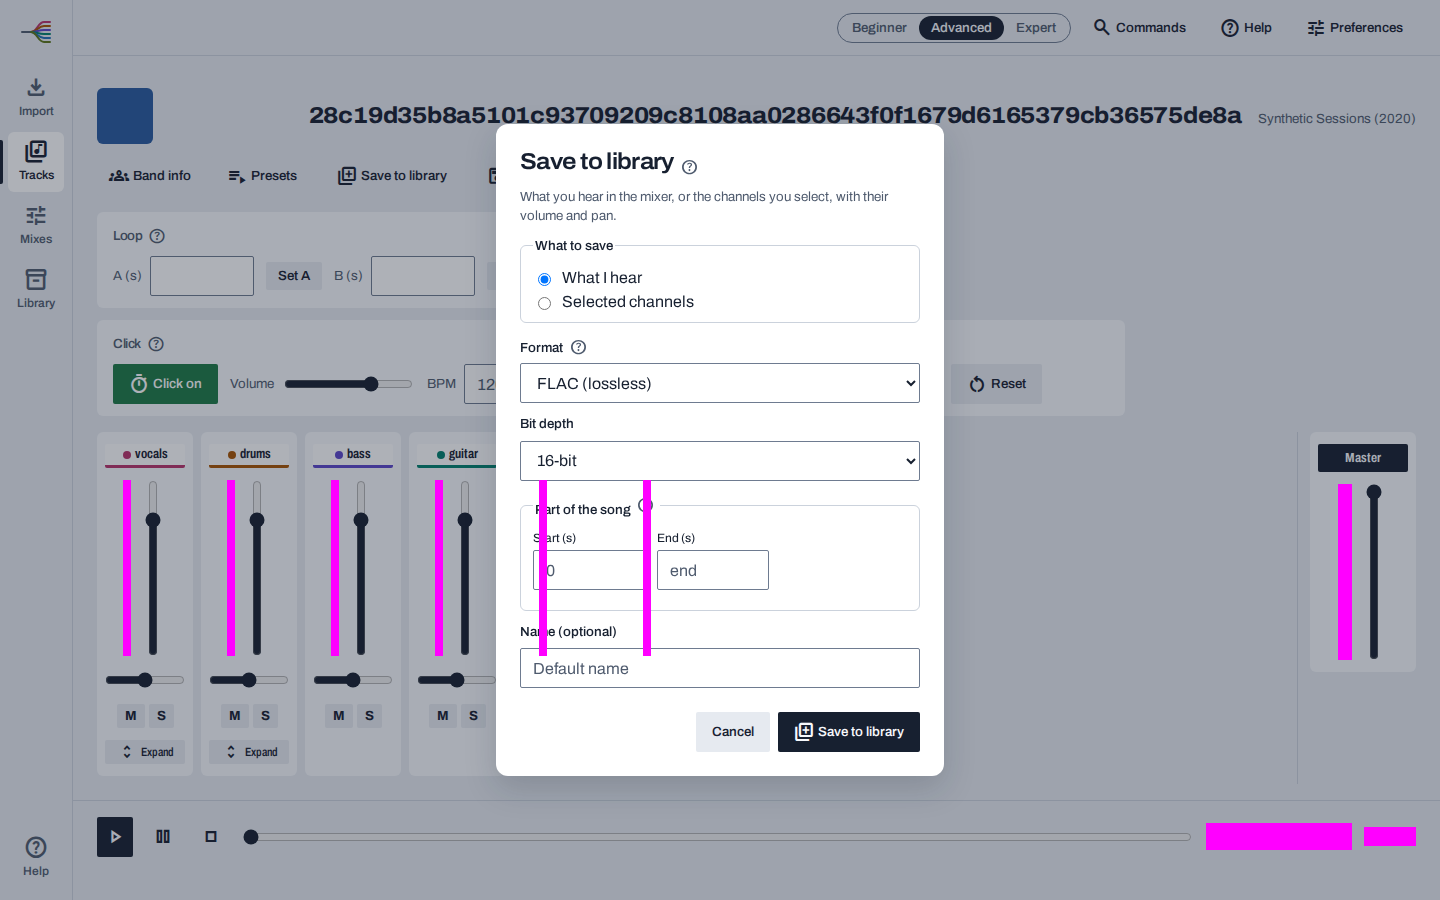 Beginner
Advanced
Expert
Commands
Help
Preferences
Import
Tracks
Mixes
Library
Help
28c19d35b8a5101c93709209c8108aa0286643f0f1679d6165379cb36575de8a
Synthetic Sessions (2020)
Band info
Presets
Save to library
Loop
A (s)
Set A
B (s)
Click
Click on
Volume
BPM
Reset
vocals
drums
bass
guitar
Master
M S
M S
M S
M S
Expand
Expand
Save to library
What you hear in the mixer, or the channels you select, with their
volume and pan.
What to save
What I hear
Selected channels
Format
FLAC (lossless)
Bit depth
16-bit
Part of the song
Start (s)
End (s)
0
end
Name (optional)
Default name
Cancel
Save to library